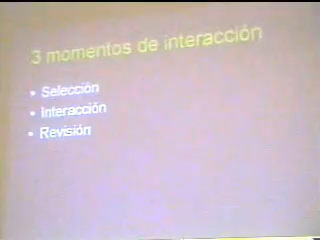 3 momentos de interacción
• Selección
• Interacción
• Revisión